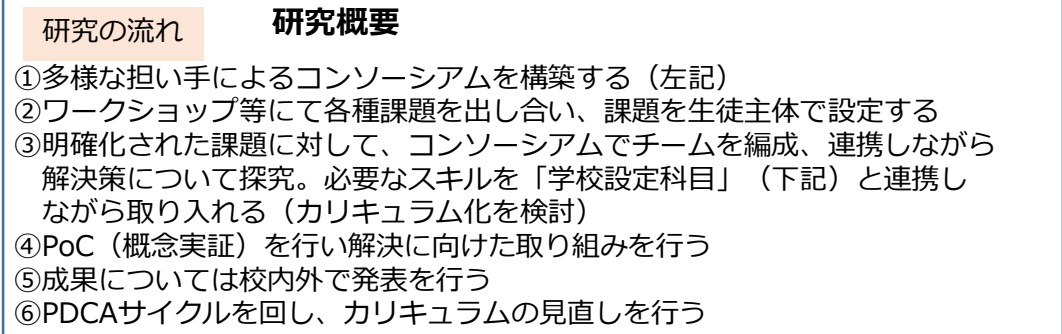 研究の流れ
研究概要
①多様な担い手によるコンソーシアムを構築する（左記）
②ワークショップ等にて各種課題を出し合い、課題を生徒主体で設定する
③明確化された課題に対して、コンソーシアムでチームを編成、連携しながら
解決策について探究。必要なスキルを「学校設定科目」（下記）と連携し
ながら取り入れる（カリキュラム化を検討）
④PoC（概念実証）を行い解決に向けた取り組みを行う
⑤成果については校内外で発表を行う
⑥PDCAサイクルを回し、カリキュラムの見直しを行う